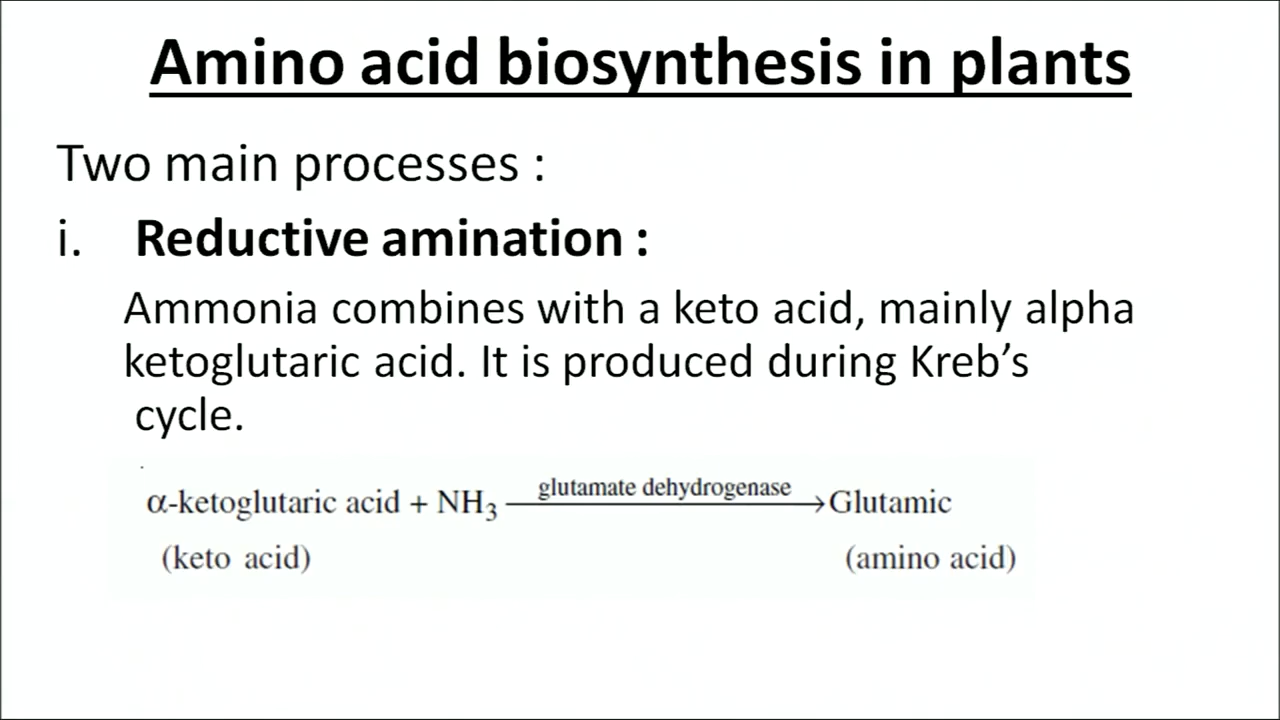 Amino acid biosynthesis in plants
Two main processes :
i. Reductive amination :
Ammonia combines with a keto acid, mainly alpha
ketoglutaric acid. It is produced during Kreb’s
cycle.
α-ketoglutaric acid + NH₃ glutamate dehydrogenase → Glutamic
(keto acid) (amino acid)